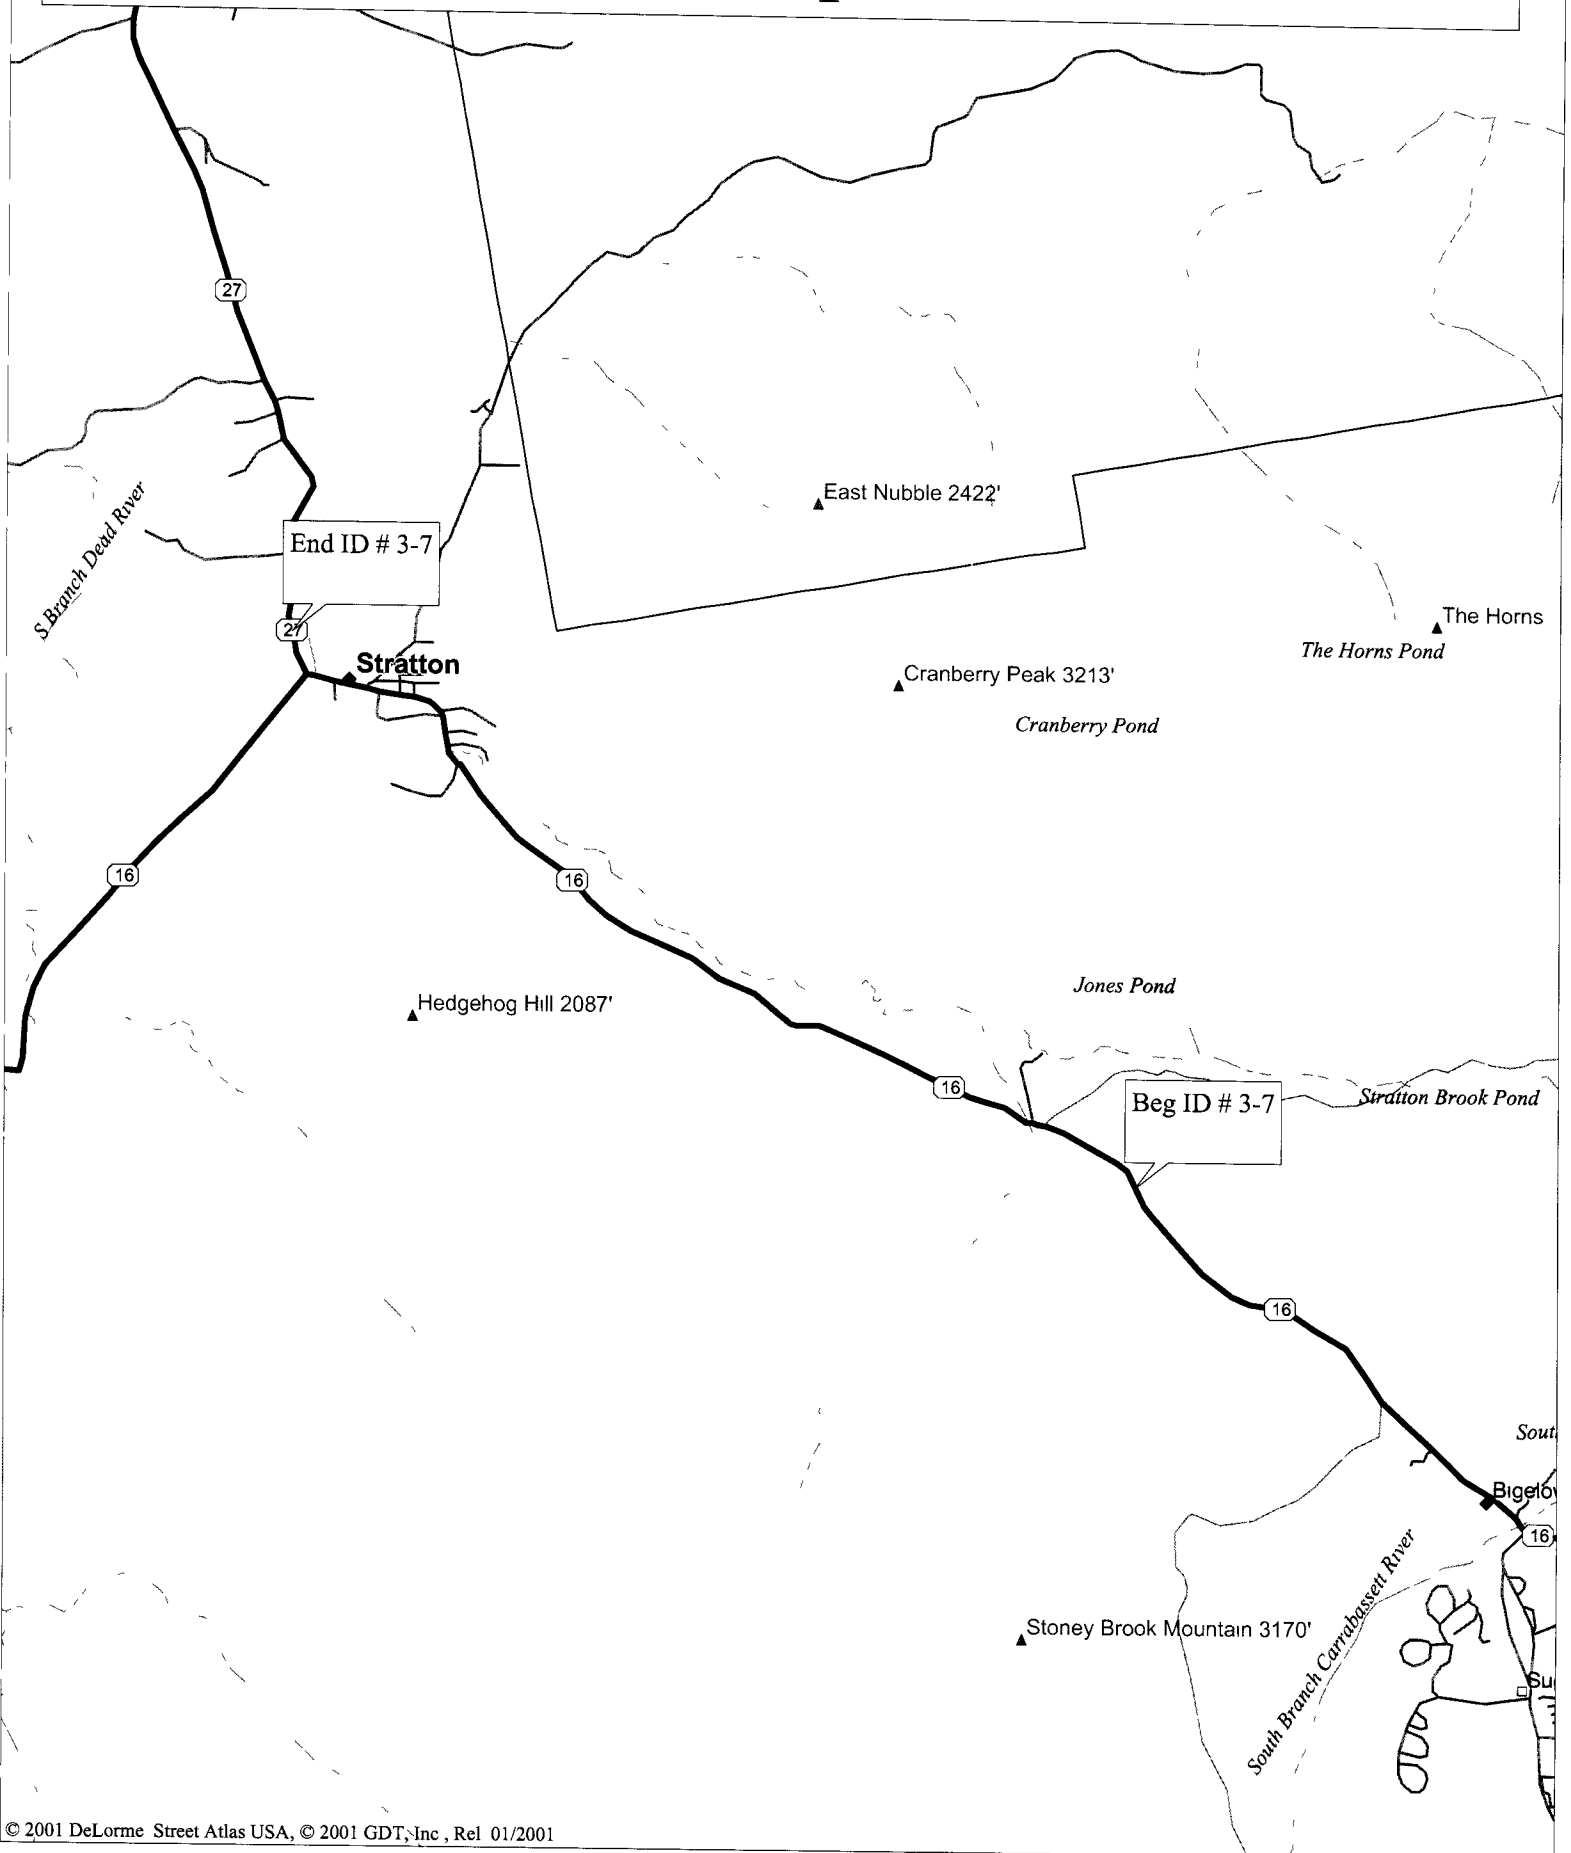 27
East Nubble 2422'
S Branch Dead River
End ID # 3-7
27
The Horns
The Horns Pond
Stratton
Cranberry Peak 3213'
Cranberry Pond
16
16
Jones Pond
Hedgehog Hill 2087'
16
Beg ID # 3-7
Stratton Brook Pond
16
Sout
Bigelow
16
South Branch Carrabassett River
Stoney Brook Mountain 3170'
Su
© 2001 DeLorme Street Atlas USA, © 2001 GDT, Inc , Rel 01/2001